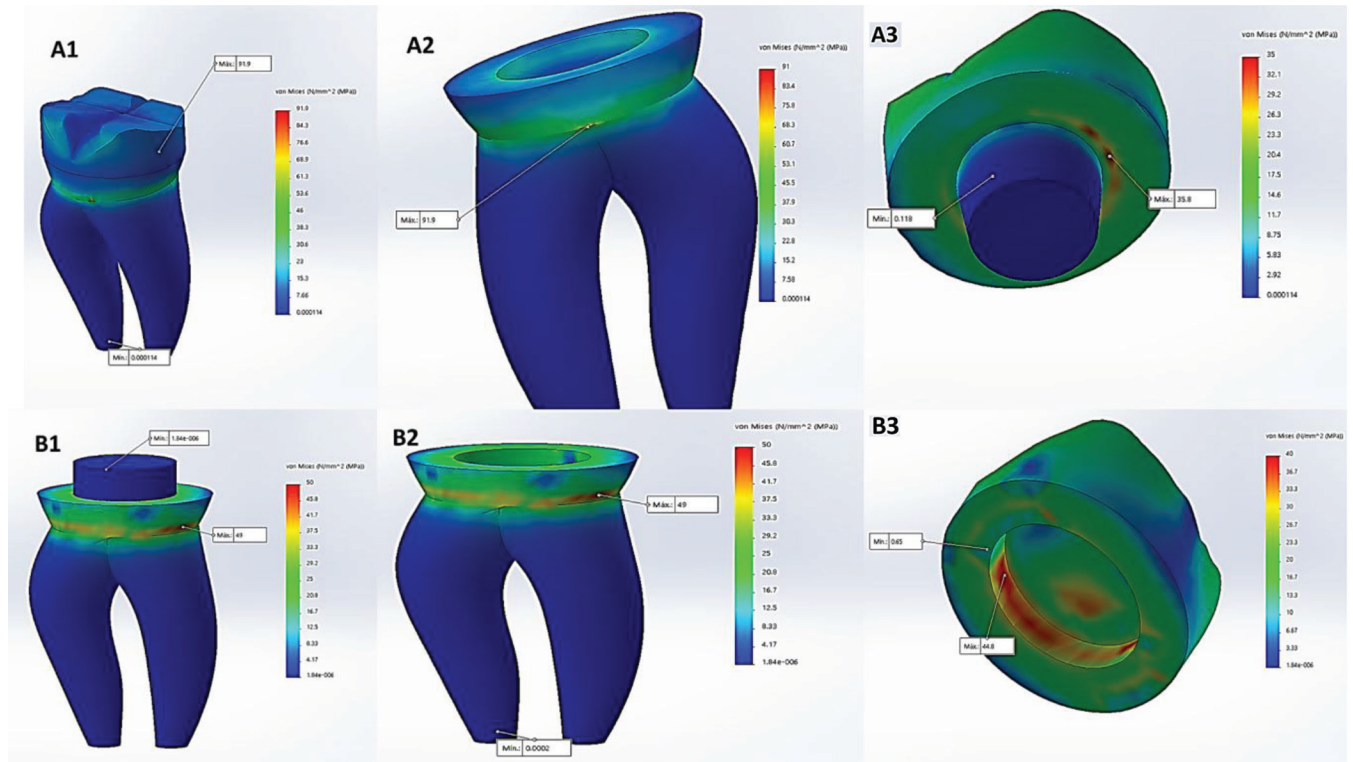 A1
Máx.: 91.9
von Mises (N/mm^2 (MPa))
91.9
84.3
76.6
68.9
61.3
53.6
46
38.3
30.6
23
15.3
7.66
0.000114
Mín.: 0.000114
A2
von Mises (N/mm^2 (MPa))
91
83.4
75.8
68.3
60.7
53.1
45.5
37.9
30.3
22.8
15.2
7.58
0.000114
Máx.: 91.9
A3
von Mises (N/mm^2 (MPa))
35
32.1
29.2
26.3
23.3
20.4
17.5
14.6
11.7
8.75
5.83
2.92
0.000114
Máx.: 35.8
Mín.: 0.118
B1
Mín.: 1.84e-006
von Mises (N/mm^2 (MPa))
50
45.8
41.7
37.5
33.3
29.2
25
20.8
16.7
12.5
8.33
4.17
1.84e-006
Máx.: 49
B2
von Mises (N/mm^2 (MPa))
50
45.8
41.7
37.5
33.3
29.2
25
20.8
16.7
12.5
8.33
4.17
1.84e-006
Máx.: 49
Mín.: 0.0002
B3
von Mises (N/mm^2 (MPa))
40
36.7
33.3
30
26.7
23.3
20
16.7
13.3
10
6.67
3.33
1.84e-006
Mín.: 0.65
Máx.: 44.8